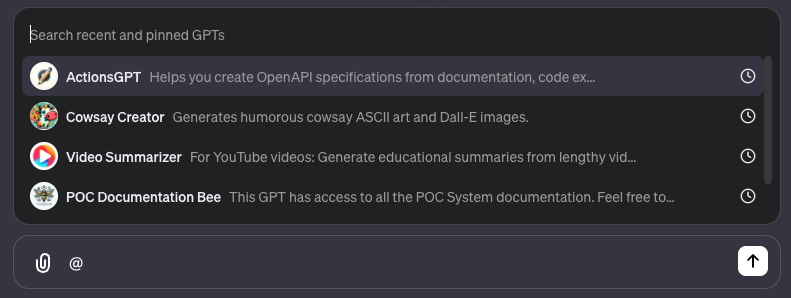 Search recent and pinned GPTs
ActionsGPT Helps you create OpenAPI specifications from documentation, code ex...
Cowsay Creator Generates humorous cowsay ASCII art and Dall-E images.
Video Summarizer For YouTube videos: Generate educational summaries from lengthy vid...
POC Documentation Bee This GPT has access to all the POC System documentation. Feel free to...
@